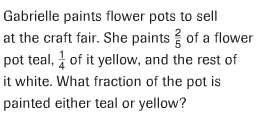 Gabrielle paints flower pots to sell
at the craft fair. She paints 2/5 of a flower
pot teal, 1/4 of it yellow, and the rest of
it white. What fraction of the pot is
painted either teal or yellow?